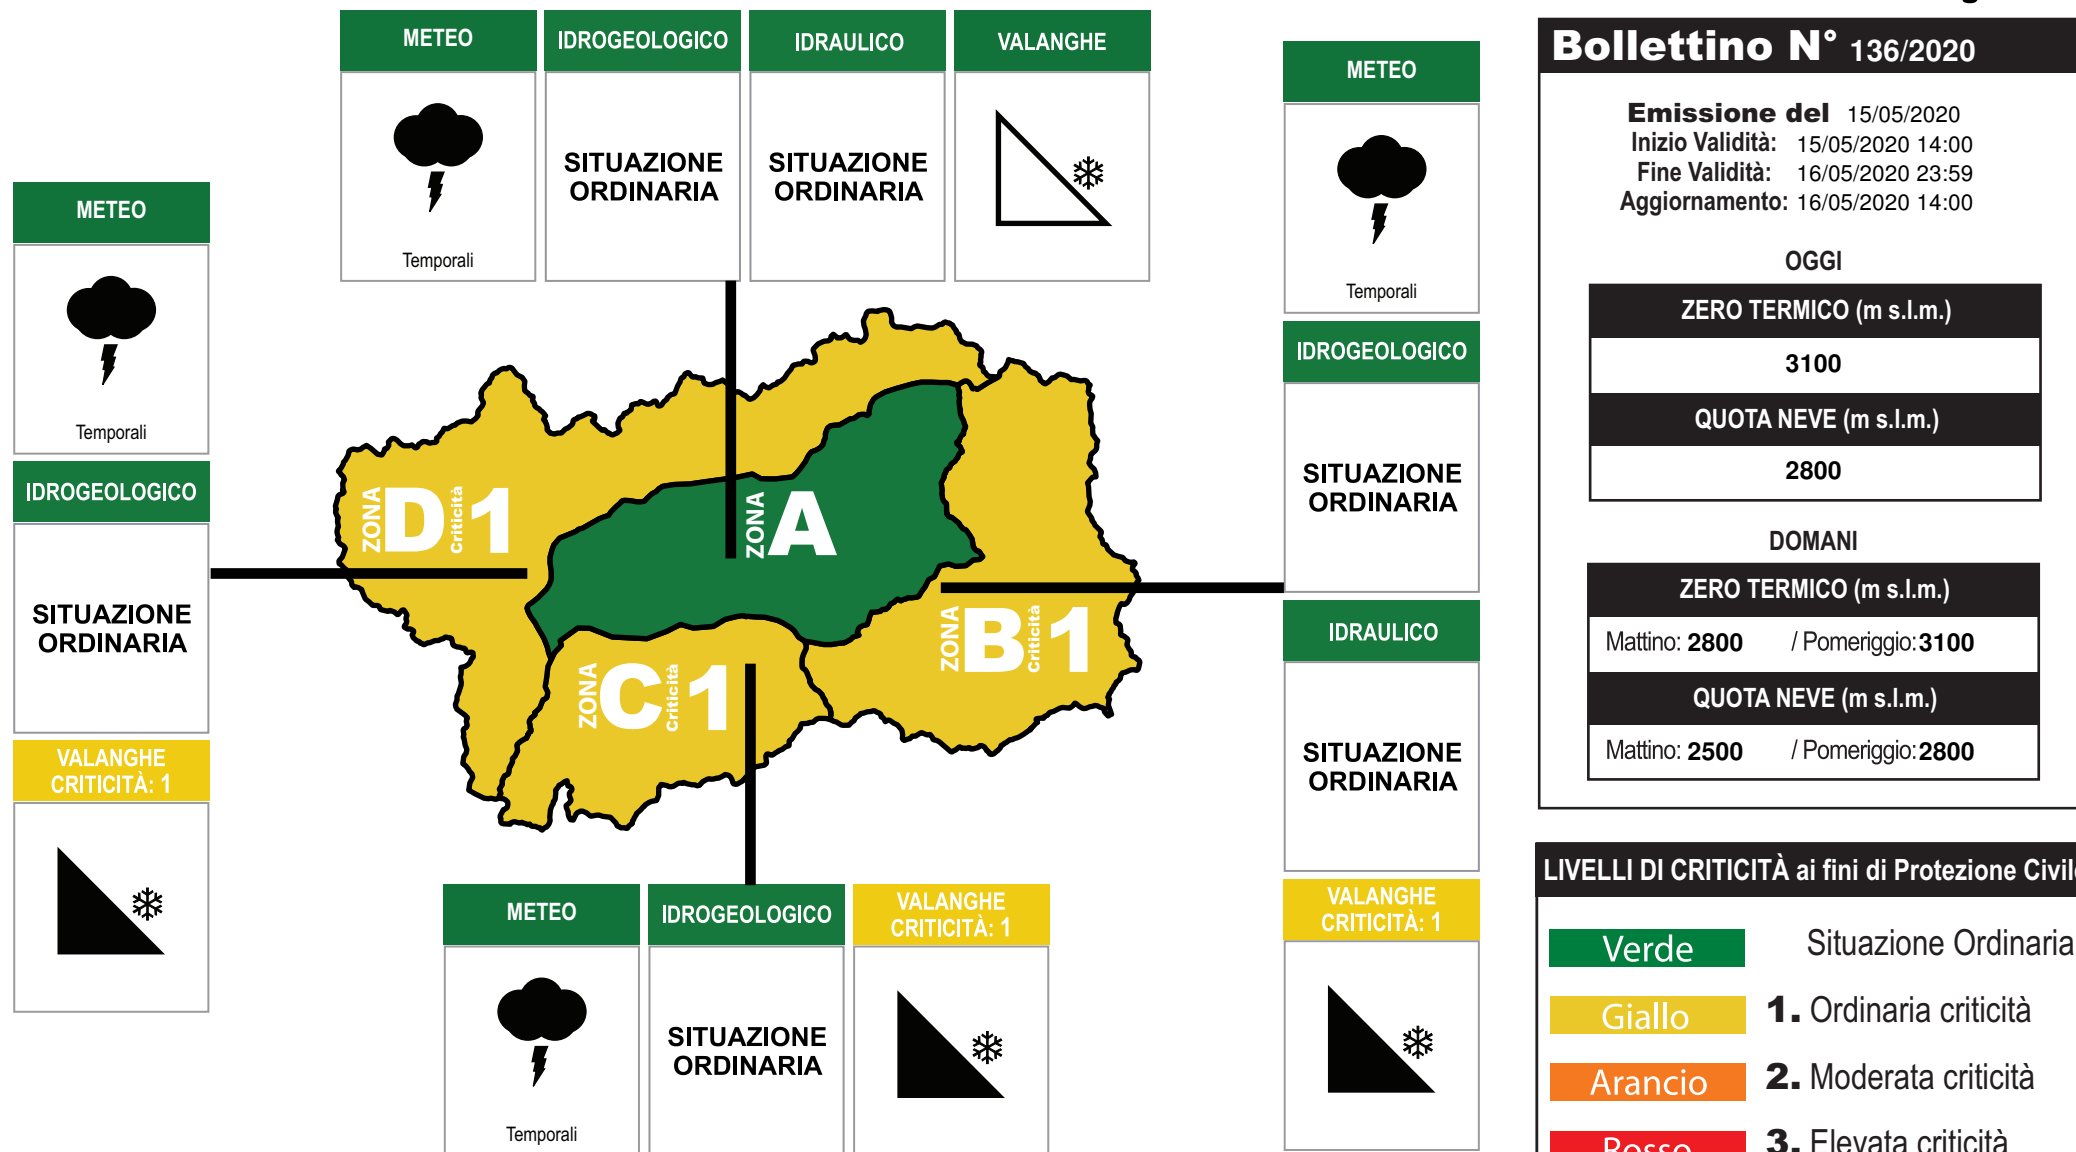 METEO
IDROGEOLOGICO
IDRAULICO
VALANGHE
Temporali
SITUAZIONE
ORDINARIA
SITUAZIONE
ORDINARIA
METEO
Temporali
IDROGEOLOGICO
SITUAZIONE
ORDINARIA
VALANGHE
CRITICITÀ: 1
METEO
Temporali
IDROGEOLOGICO
SITUAZIONE
ORDINARIA
IDRAULICO
SITUAZIONE
ORDINARIA
VALANGHE
CRITICITÀ: 1
ZONA D Criticità 1
ZONA A
ZONA B Criticità 1
ZONA C Criticità 1
METEO
IDROGEOLOGICO
VALANGHE
CRITICITÀ: 1
Temporali
SITUAZIONE
ORDINARIA
Bollettino N° 136/2020
Emissione del 15/05/2020
Inizio Validità: 15/05/2020 14:00
Fine Validità: 16/05/2020 23:59
Aggiornamento: 16/05/2020 14:00
OGGI
ZERO TERMICO (m s.l.m.)
3100
QUOTA NEVE (m s.l.m.)
2800
DOMANI
ZERO TERMICO (m s.l.m.)
Mattino: 2800 / Pomeriggio: 3100
QUOTA NEVE (m s.l.m.)
Mattino: 2500 / Pomeriggio: 2800
LIVELLI DI CRITICITÀ ai fini di Protezione Civile
Verde Situazione Ordinaria
Giallo 1. Ordinaria criticità
Arancio 2. Moderata criticità
Rosso 3. Elevata criticità